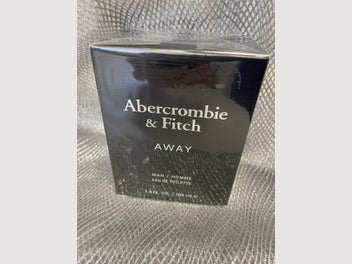 Abercrombie
& Fitch
AWAY
MAN / HOMME
EAU DE TOILETTE